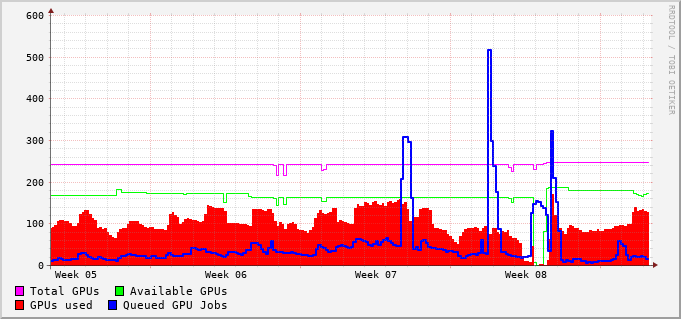 600
500
400
300
200
100
0
Week 05 Week 06 Week 07 Week 08
Total GPUs Available GPUs
GPUs used Queued GPU Jobs
RRDTOOL / TOBI OETIKER